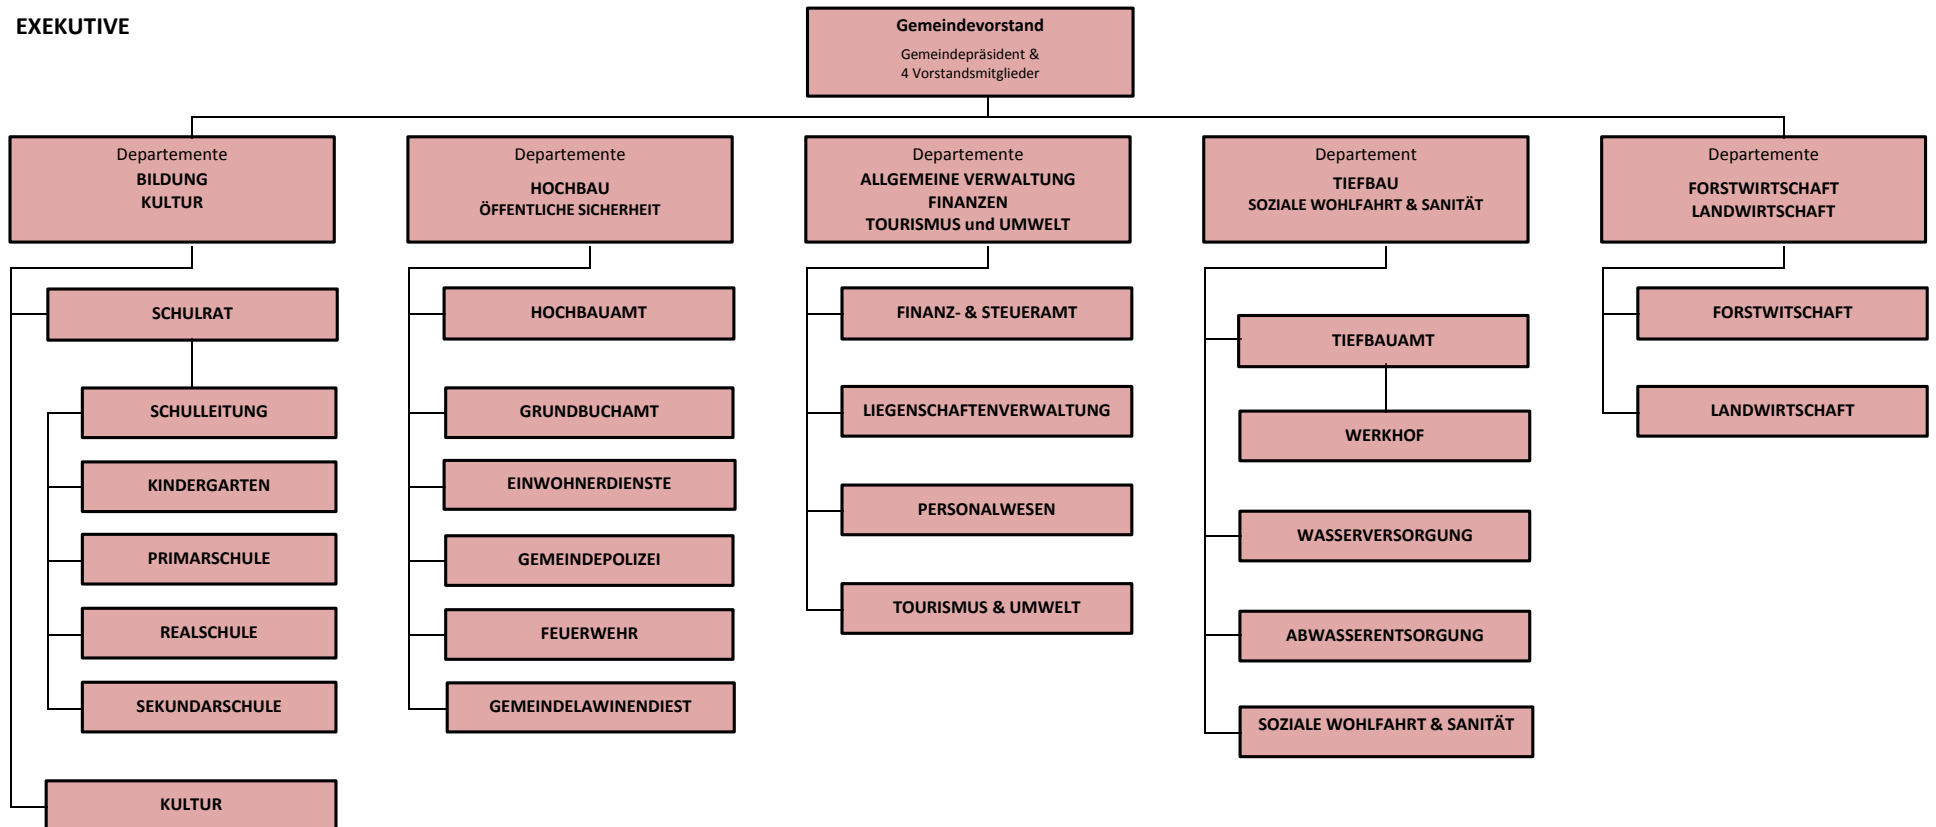 EXEKUTIVE
Gemeindevorstand
Gemeindepräsident &
4 Vorstandsmitglieder
Departemente
BILDUNG
KULTUR
Departemente
HOCHBAU
ÖFFENTLICHE SICHERHEIT
Departemente
ALLGEMEINE VERWALTUNG
FINANZEN
TOURISMUS und UMWELT
Departement
TIEFBAU
SOZIALE WOHLFAHRT & SANITÄT
Departemente
FORSTWIRTSCHAFT
LANDWIRTSCHAFT
SCHULRAT
SCHULLEITUNG
KINDERGARTEN
PRIMARSCHULE
REALSCHULE
SEKUNDARSCHULE
KULTUR
HOCHBAUAMT
GRUNDBUCHAMT
EINWOHNERDIENSTE
GEMEINDEPOLIZEI
FEUERWEHR
GEMEINDELAWINENDIEST
FINANZ- & STEUERAMT
LIEGENSCHAFTENVERWALTUNG
PERSONALWESEN
TOURISMUS & UMWELT
TIEFBAUAMT
WERKHOF
WASSERVERSORGUNG
ABWASSERENTSORGUNG
SOZIALE WOHLFAHRT & SANITÄT
FORSTWITSCHAFT
LANDWIRTSCHAFT